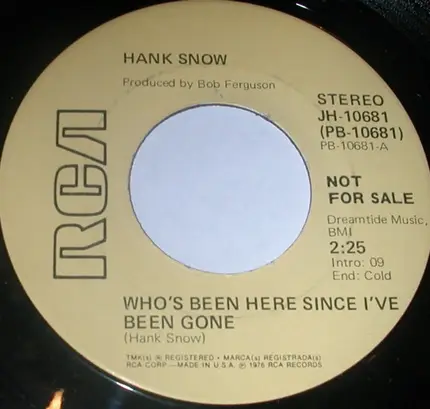 HANK SNOW
Produced by Bob Ferguson
RCA
STEREO
JH-10681
(PB-10681)
PB-10681-A
NOT
FOR SALE
Dreamtide Music,
BMI
2:25
Intro: 09
End: Cold
WHO'S BEEN HERE SINCE I'VE
BEEN GONE
(Hank Snow)
TMK(s) ® REGISTERED • MARCA(s) REGISTRADA(s)
RCA CORP—MADE IN U.S.A. ℗ 1976 RCA RECORDS